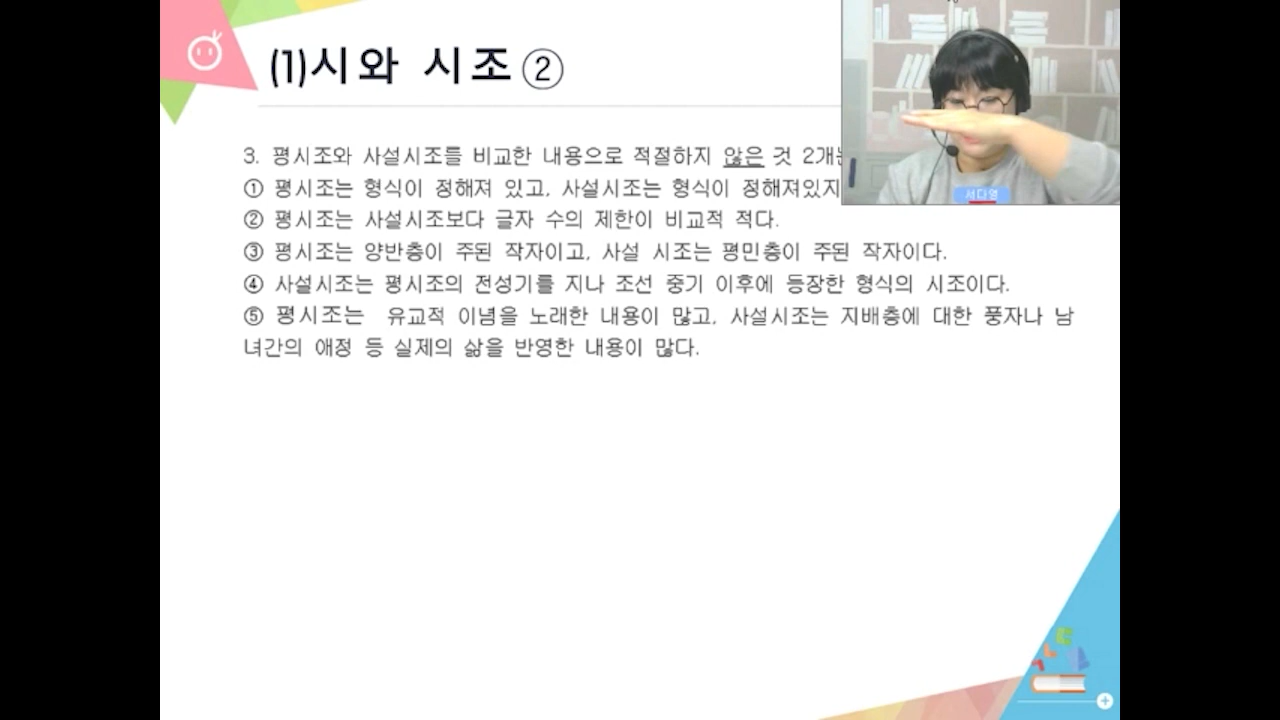 (1)시와 시조②
3. 평시조와 사설시조를 비교한 내용으로 적절하지 않은 것 2개는
① 평시조는 형식이 정해져 있고, 사설시조는 형식이 정해져있지
② 평시조는 사설시조보다 글자 수의 제한이 비교적 적다.
③ 평시조는 양반층이 주된 작자이고, 사설 시조는 평민층이 주된 작자이다.
④ 사설시조는 평시조의 전성기를 지나 조선 중기 이후에 등장한 형식의 시조이다.
⑤ 평시조는 유교적 이념을 노래한 내용이 많고, 사설시조는 지배층에 대한 풍자나 남
녀간의 애정 등 실제의 삶을 반영한 내용이 많다.
서다영